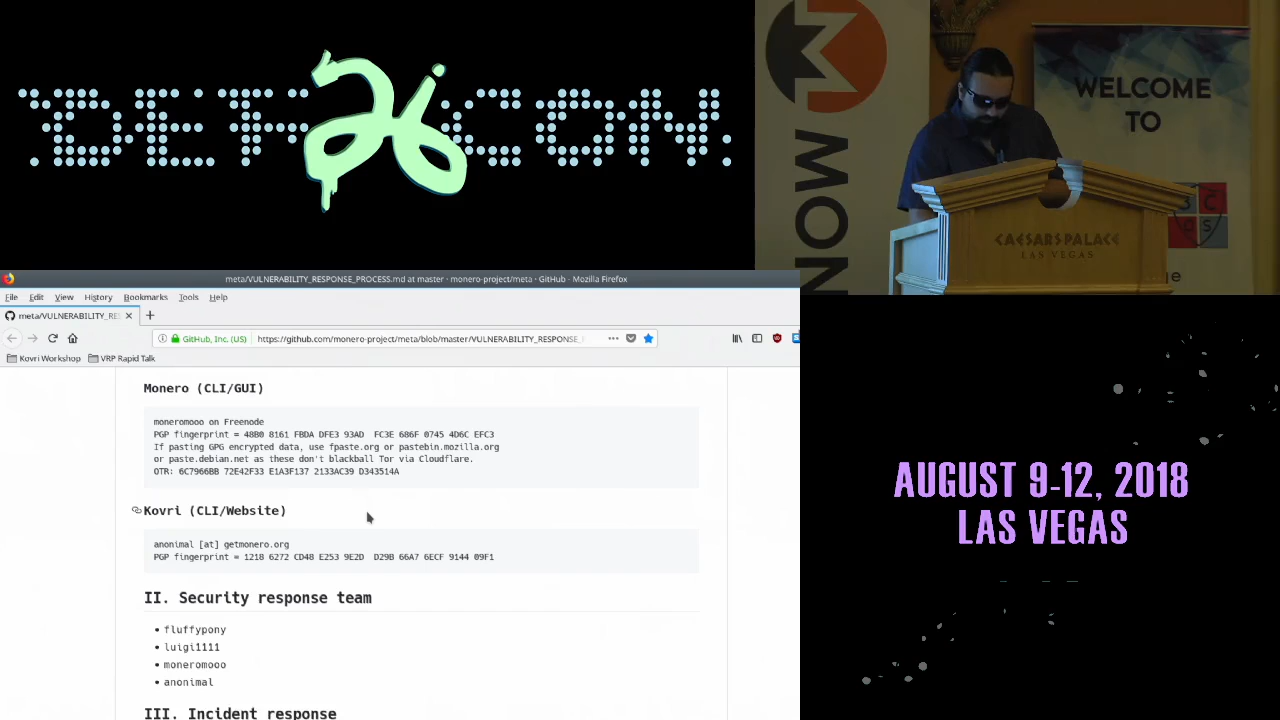 DEF 26 CON
MONO
WELCOME
TO
CAESARS PALACE
LAS VEGAS
meta/VULNERABILITY_RESPONSE_PROCESS.md at master · monero-project/meta · GitHub - Mozilla Firefox
File Edit View History Bookmarks Tools Help
meta/VULNERABILITY_RES
GitHub, Inc. (US) https://github.com/monero-project/meta/blob/master/VULNERABILITY_RESPONSE_
Kovri Workshop VRP Rapid Talk
Monero (CLI/GUI)
moneromooo on Freenode
PGP fingerprint = 48B0 8161 FBDA DFE3 93AD  FC3E 686F 0745 4D6C EFC3
If pasting GPG encrypted data, use fpaste.org or pastebin.mozilla.org
or paste.debian.net as these don't blackball Tor via Cloudflare.
OTR: 6C7966BB 72E42F33 E1A3F137 2133AC39 D343514A
Kovri (CLI/Website)
anonimal [at] getmonero.org
PGP fingerprint = 1218 6272 CD48 E253 9E2D  D29B 66A7 6ECF 9144 09F1
II. Security response team
• fluffypony
• luigi1111
• moneromooo
• anonimal
III. Incident response
AUGUST 9-12, 2018
LAS VEGAS